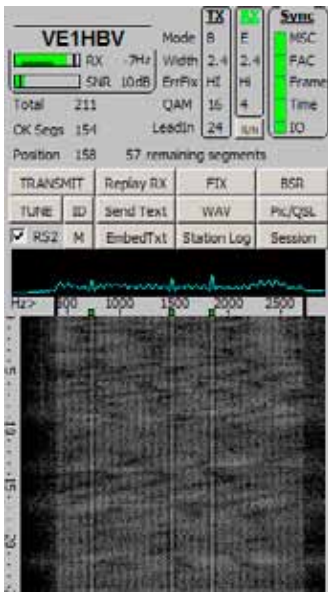 TX RX Sync
VE1HBV Mode B E MSC
RX -7Hz Width 2.4 2.4 FAC
SNR 10dB ErrFix HI HI Frame
Total 211 QAM 16 4 Time
OK Segs 154 LeadIn 24 IO
Position 158 57 remaining segments
TRANSMIT Replay RX FIX BSR
TUNE ID Send Text WAV Pic/QSL
RS2 M EmbedTxt Station Log Session
Hz> 500 1000 1500 2000 2500
5
10
15
20